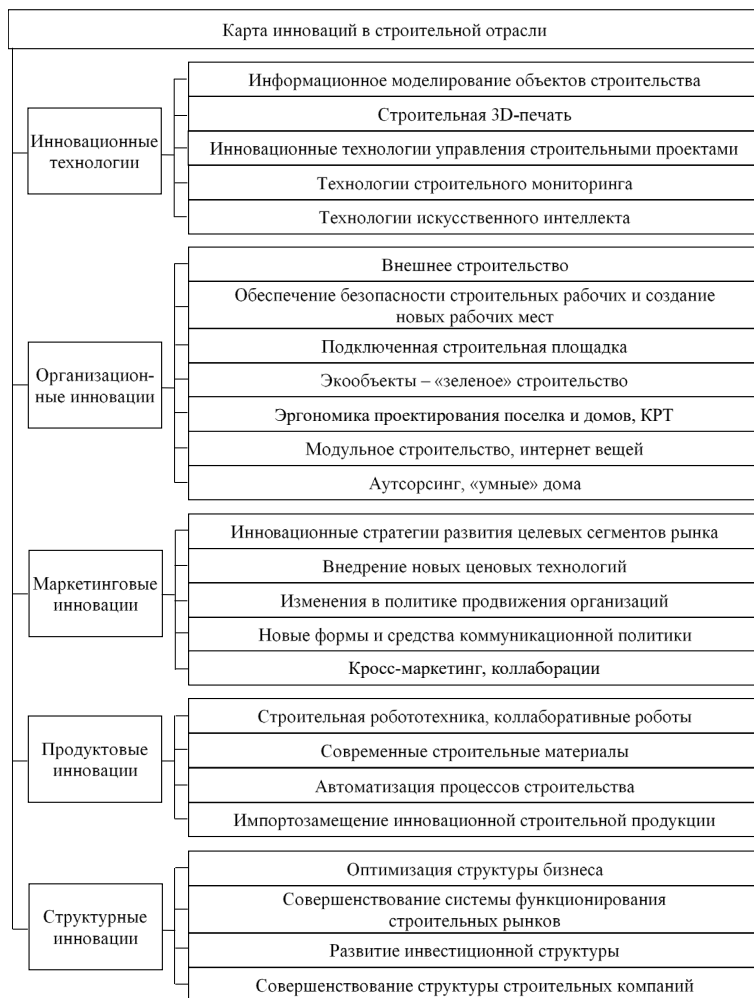 Карта инноваций в строительной отрасли
Инновационные
технологии
Информационное моделирование объектов строительства
Строительная 3D-печать
Инновационные технологии управления строительными проектами
Технологии строительного мониторинга
Технологии искусственного интеллекта
Организацион-
ные инновации
Внешнее строительство
Обеспечение безопасности строительных рабочих и создание
новых рабочих мест
Подключенная строительная площадка
Экообъекты – «зеленое» строительство
Эргономика проектирования поселка и домов, КРТ
Модульное строительство, интернет вещей
Аутсорсинг, «умные» дома
Маркетинговые
инновации
Инновационные стратегии развития целевых сегментов рынка
Внедрение новых ценовых технологий
Изменения в политике продвижения организаций
Новые формы и средства коммуникационной политики
Кросс-маркетинг, коллаборации
Продуктовые
инновации
Строительная робототехника, коллаборативные роботы
Современные строительные материалы
Автоматизация процессов строительства
Импортозамещение инновационной строительной продукции
Структурные
инновации
Оптимизация структуры бизнеса
Совершенствование системы функционирования
строительных рынков
Развитие инвестиционной структуры
Совершенствование структуры строительных компаний